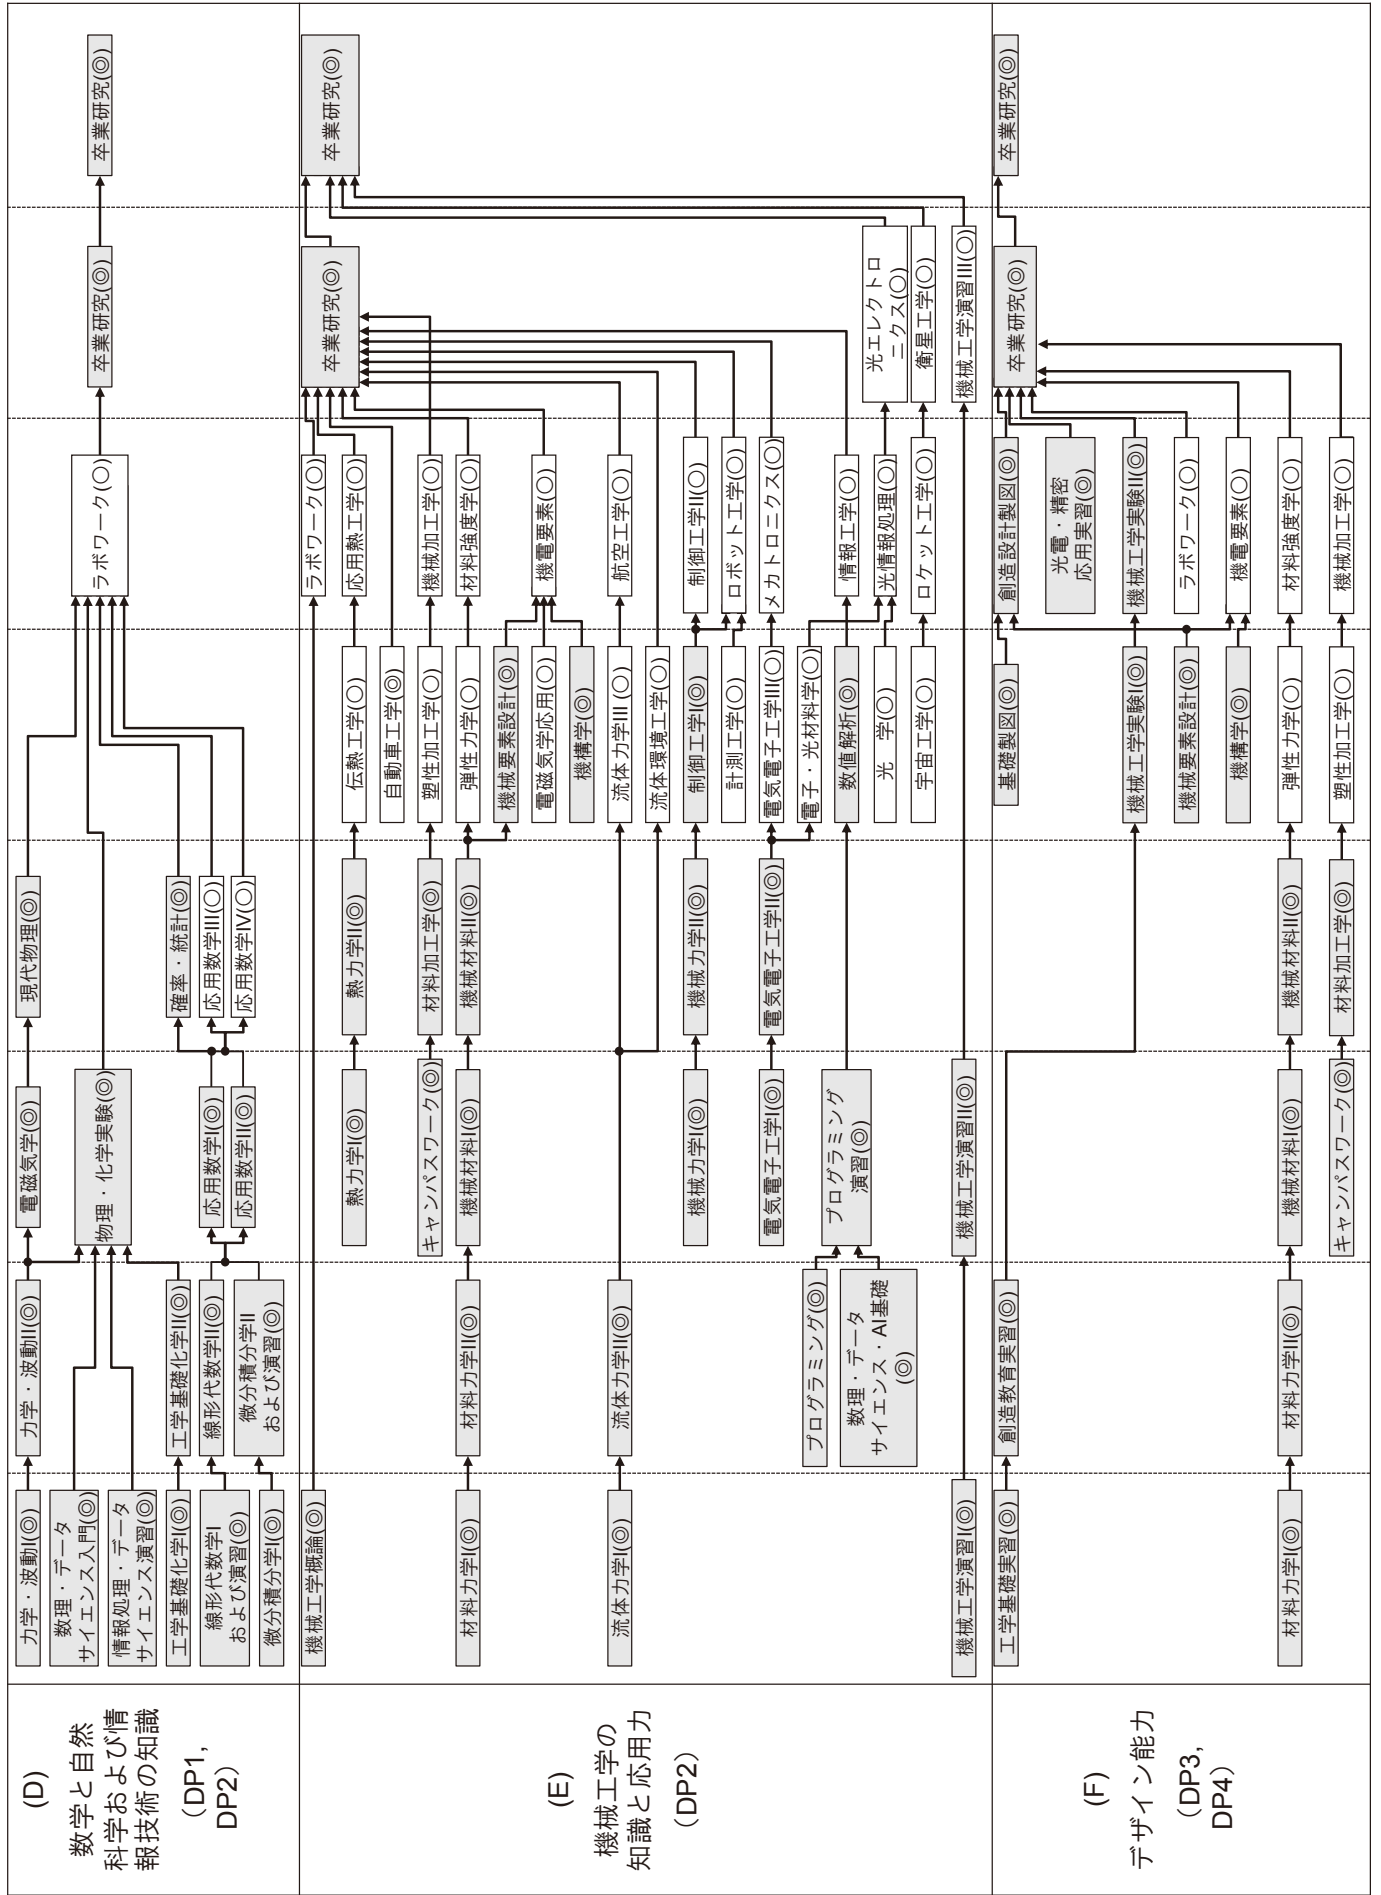 (D)
数学と自然
科学および情
報技術の知識
(DP1,
DP2)
力学・波動I(◎)
数理・データ
サイエンス入門(◎)
情報処理・データ
サイエンス演習(◎)
工学基礎化学I(◎)
線形代数学I
および演習(◎)
微分積分学I(◎)
力学・波動II(◎)
工学基礎化学II(◎)
線形代数学II(◎)
微分積分学II
および演習(◎)
電磁気学(◎)
物理・化学実験(◎)
応用数学I(◎)
応用数学II(◎)
現代物理(◎)
確率・統計(◎)
応用数学III(○)
応用数学IV(○)
ラボワーク(○)
卒業研究(◎)
卒業研究(◎)
(E)
機械工学の
知識と応用力
(DP2)
機械工学概論(◎)
材料力学I(◎)
流体力学I(◎)
機械工学演習I(◎)
材料力学II(◎)
流体力学II(◎)
プログラミング(◎)
数理・データ
サイエンス・AI基礎
(◎)
熱力学I(◎)
キャンパスワーク(◎)
機械材料I(◎)
機械力学I(◎)
電気電子工学I(◎)
プログラミング
演習(◎)
機械工学演習II(◎)
熱力学II(◎)
材料加工学(◎)
機械材料II(◎)
機械力学II(◎)
電気電子工学II(◎)
伝熱工学(○)
自動車工学(◎)
塑性加工学(○)
弾性力学(○)
機械要素設計(◎)
電磁気学応用(○)
機構学(◎)
流体力学III(○)
流体環境工学(○)
制御工学I(◎)
計測工学(○)
電気電子工学III(○)
電子・光材料学(○)
数値解析(◎)
光　学(○)
宇宙工学(○)
ラボワーク(○)
応用熱工学(○)
機械加工学(○)
材料強度学(○)
機電要素(○)
航空工学(○)
制御工学II(○)
ロボット工学(○)
メカトロニクス(○)
情報工学(○)
光情報処理(○)
ロケット工学(○)
卒業研究(◎)
光エレクトロ
ニクス(○)
衛星工学(○)
機械工学演習III(○)
卒業研究(◎)
(F)
デザイン能力
(DP3,
DP4)
工学基礎実習(◎)
材料力学I(◎)
創造教育実習(◎)
材料力学II(◎)
機械材料I(◎)
キャンパスワーク(◎)
機械材料II(◎)
材料加工学(◎)
基礎製図(◎)
機械工学実験I(◎)
機械要素設計(◎)
機構学(◎)
弾性力学(○)
塑性加工学(○)
創造設計製図(◎)
光電・精密
応用実習(◎)
機械工学実験II(◎)
ラボワーク(○)
機電要素(○)
材料強度学(○)
機械加工学(○)
卒業研究(◎)
卒業研究(◎)